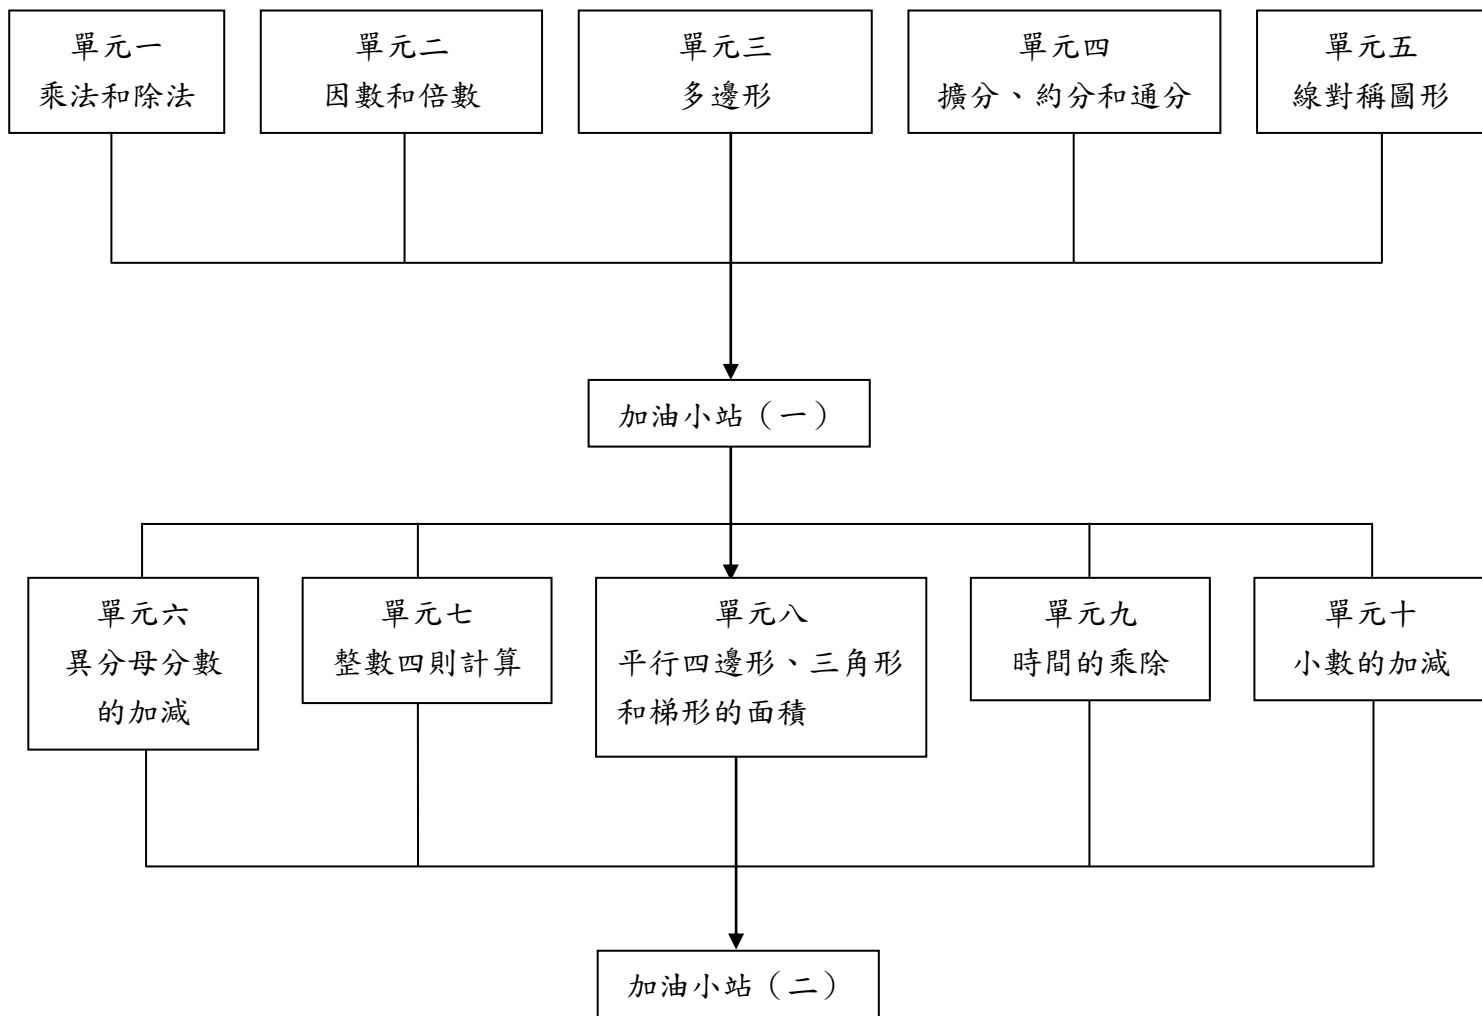 單元一
乘法和除法
單元二
因數和倍數
單元三
多邊形
單元四
擴分、約分和通分
單元五
線對稱圖形
加油小站（一）
單元六
異分母分數
的加減
單元七
整數四則計算
單元八
平行四邊形、三角形
和梯形的面積
單元九
時間的乘除
單元十
小數的加減
加油小站（二）